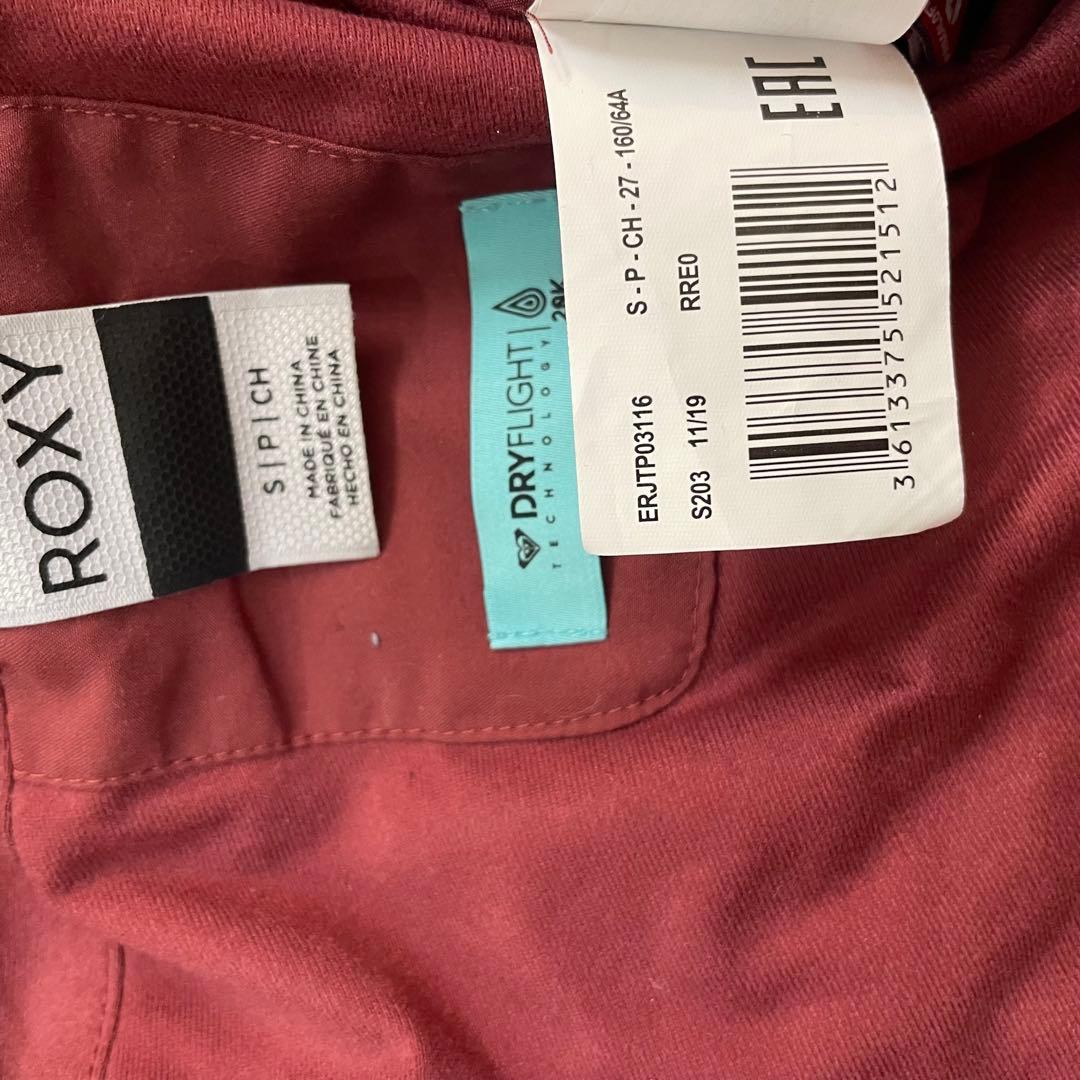 ROXY
S | P | CH
MADE IN CHINA
FABRIQUÉ EN CHINE
HECHO EN CHINA
DRYFLIGHT
TECHNOLOGY
EAC
S - P - CH - 27 - 160/64A
ERJTP03116
RRE0
S203 11/19
3 613375 521512